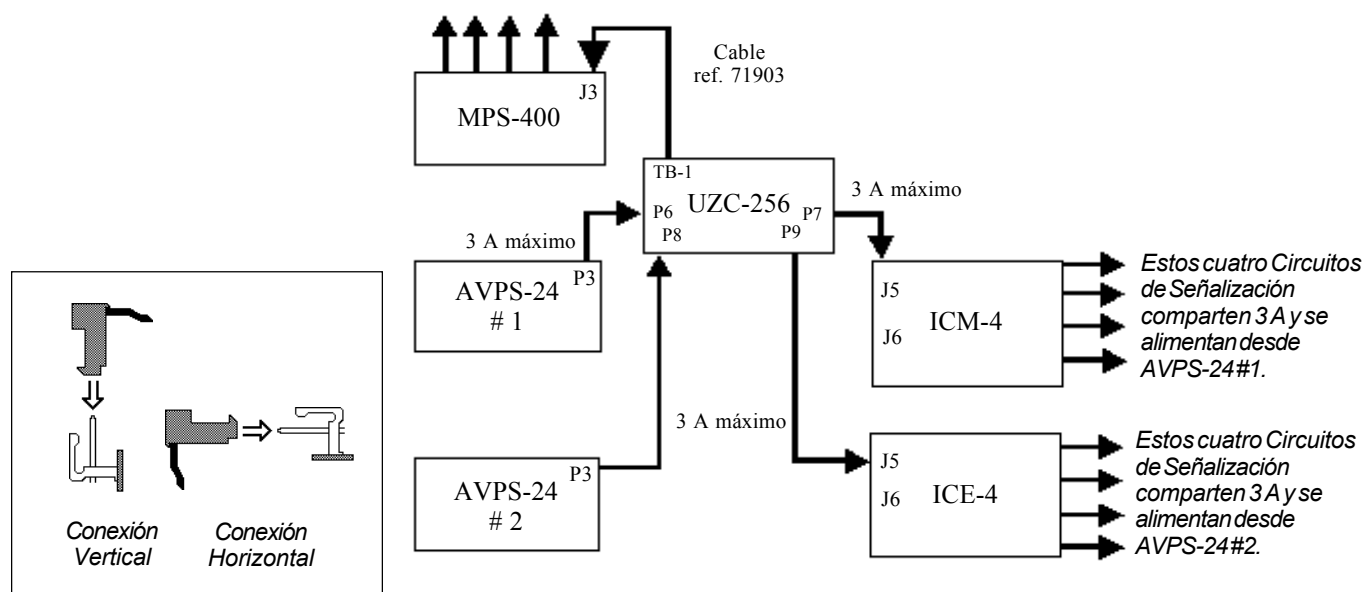 Cable
ref. 71903
J3
MPS-400
TB-1
UZC-256
P6
P7
P8
P9
3 A máximo
3 A máximo
P3
AVPS-24
# 1
J5
J6
ICM-4
Estos cuatro Circuitos
de Señalización
comparten 3 A y se
alimentan desde
AVPS-24#1.
3 A máximo
P3
AVPS-24
# 2
J5
J6
ICE-4
Estos cuatro Circuitos
de Señalización
comparten 3 A y se
alimentan desde
AVPS-24#2.
Conexión
Vertical
Conexión
Horizontal